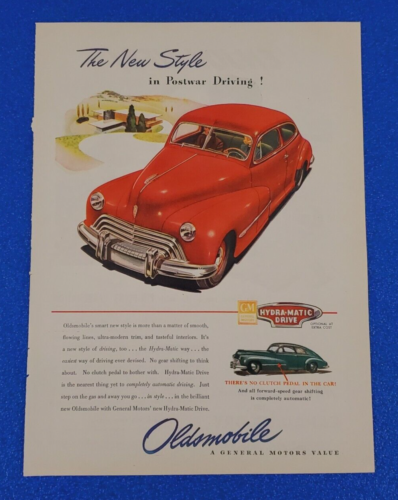 The New Style
in Postwar Driving !
GM
HYDRA-MATIC
DRIVE
OPTIONAL AT
EXTRA COST
Oldsmobile's smart new style is more than a matter of smooth,
flowing lines, ultra-modern trim, and tasteful interiors. It's
a new style of driving, too . . . the Hydra-Matic way . . . the
easiest way of driving ever devised. No gear shifting to think
about. No clutch pedal to bother with. Hydra-Matic Drive
is the nearest thing yet to completely automatic driving. Just
step on the gas and away you go . . . in style . . . in the brilliant
new Oldsmobile with General Motors' new Hydra-Matic Drive.
THERE'S NO CLUTCH PEDAL IN THE CAR!
And all forward-speed gear shifting
is completely automatic!
Oldsmobile
A GENERAL MOTORS VALUE